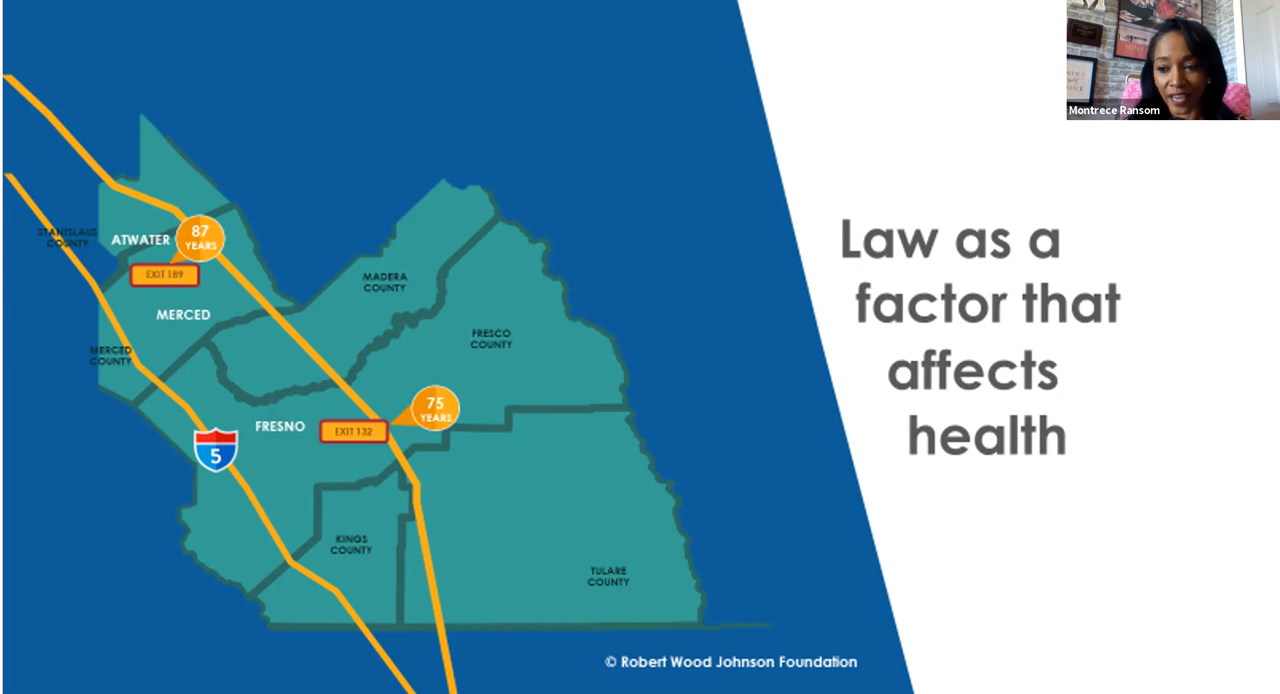 Montrece Ransom
Law as a
factor that
affects
health
STANISLAUS
COUNTY
ATWATER
87
YEARS
EXIT 189
MERCED
MERCED
COUNTY
MADERA
COUNTY
FRESCO
COUNTY
75
YEARS
FRESNO
EXIT 132
5
KINGS
COUNTY
TULARE
COUNTY
© Robert Wood Johnson Foundation